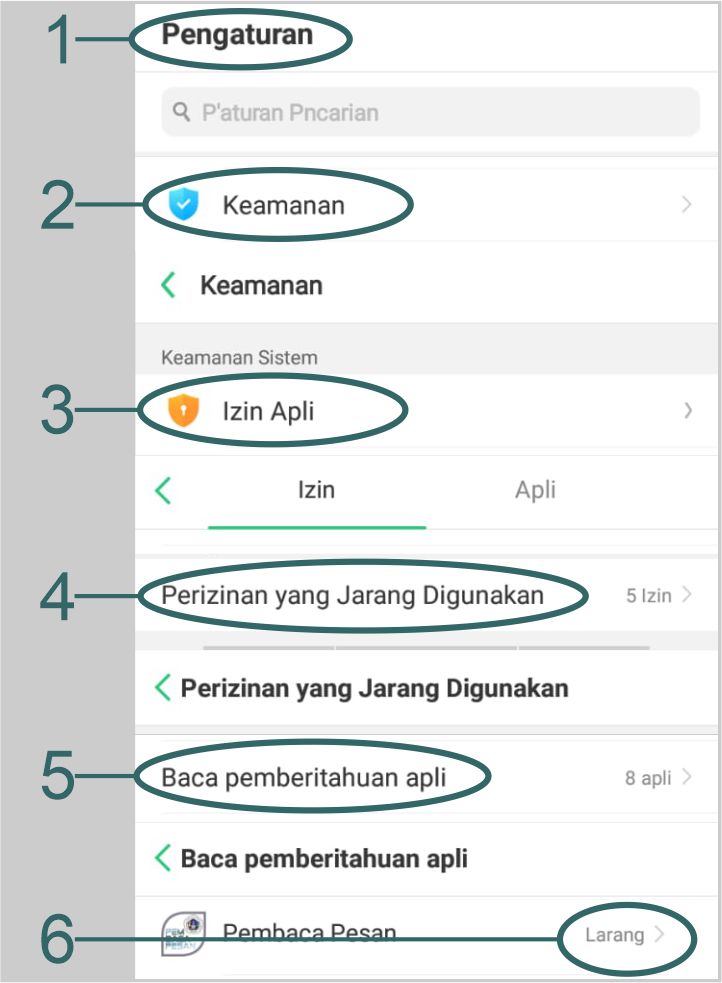 1 Pengaturan
P'aturan Pncarian
2 Keamanan
Keamanan
Keamanan Sistem
3 Izin Apli
Izin Apli
4 Perizinan yang Jarang Digunakan 5 Izin
Perizinan yang Jarang Digunakan
5 Baca pemberitahuan apli 8 apli
Baca pemberitahuan apli
6 Pembaca Pesan Larang